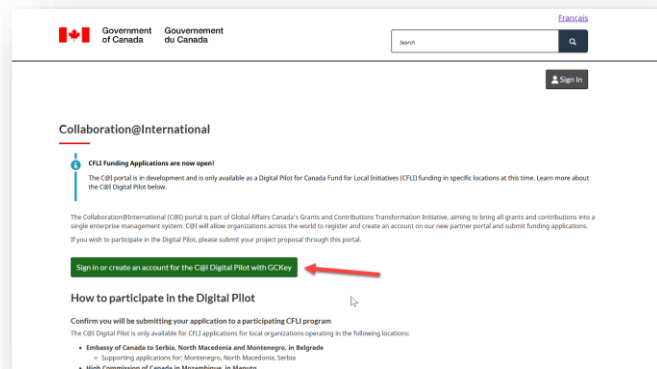 Français
Government
of Canada
Gouvernement
du Canada
Search
Sign In
Collaboration@International
CFLI Funding Applications are now open!
The C@I portal is in development and is only available as a Digital Pilot for Canada Fund for Local Initiatives (CFLI) funding in specific locations at this time. Learn more about
the C@I Digital Pilot below.
The Collaboration@International (C@I) portal is part of Global Affairs Canada's Grants and Contributions Transformation Initiative, aiming to bring all grants and contributions into a
single enterprise management system. C@I will allow organizations across the world to register and create an account on our new partner portal and submit funding applications.
If you wish to participate in the Digital Pilot, please submit your project proposal through this portal.
Sign in or create an account for the C@I Digital Pilot with GCKey
How to participate in the Digital Pilot
Confirm you will be submitting your application to a participating CFLI program
The C@I Digital Pilot is only available for CFLI applications for local organizations operating in the following locations:
• Embassy of Canada to Serbia, North Macedonia and Montenegro, in Belgrade
Supporting applications for: Montenegro, North Macedonia, Serbia
• High Commission of Canada in Mozambique, in Maputo